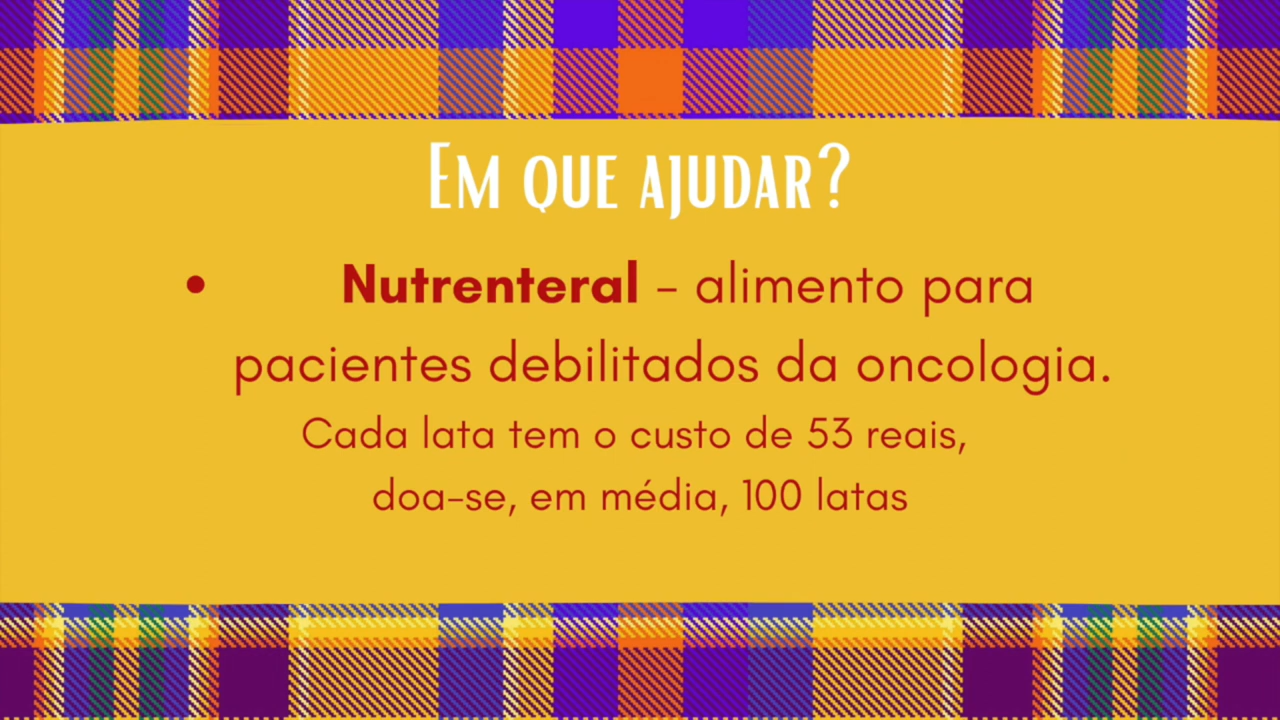 Em que ajudar?
• Nutrenteral - alimento para
pacientes debilitados da oncologia.
Cada lata tem o custo de 53 reais,
doa-se, em média, 100 latas